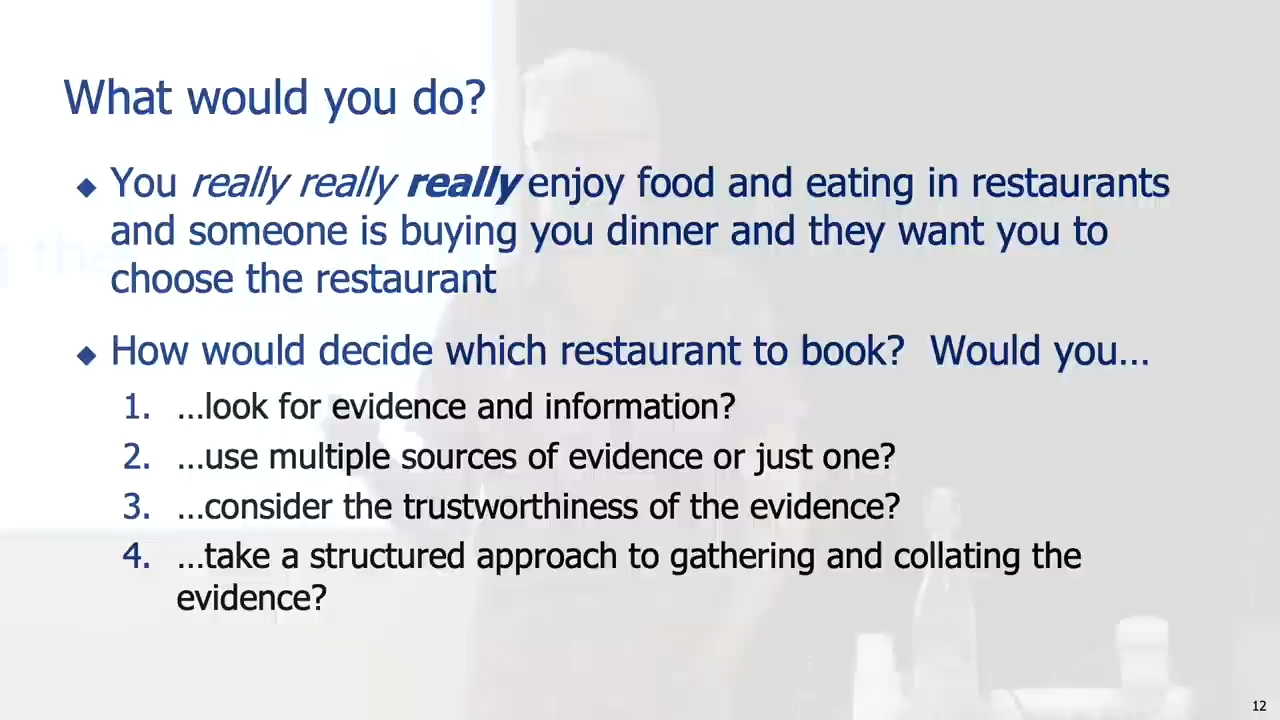 What would you do?
You really really really enjoy food and eating in restaurants
and someone is buying you dinner and they want you to
choose the restaurant
How would decide which restaurant to book?  Would you...
1. ...look for evidence and information?
2. ...use multiple sources of evidence or just one?
3. ...consider the trustworthiness of the evidence?
4. ...take a structured approach to gathering and collating the
evidence?
12